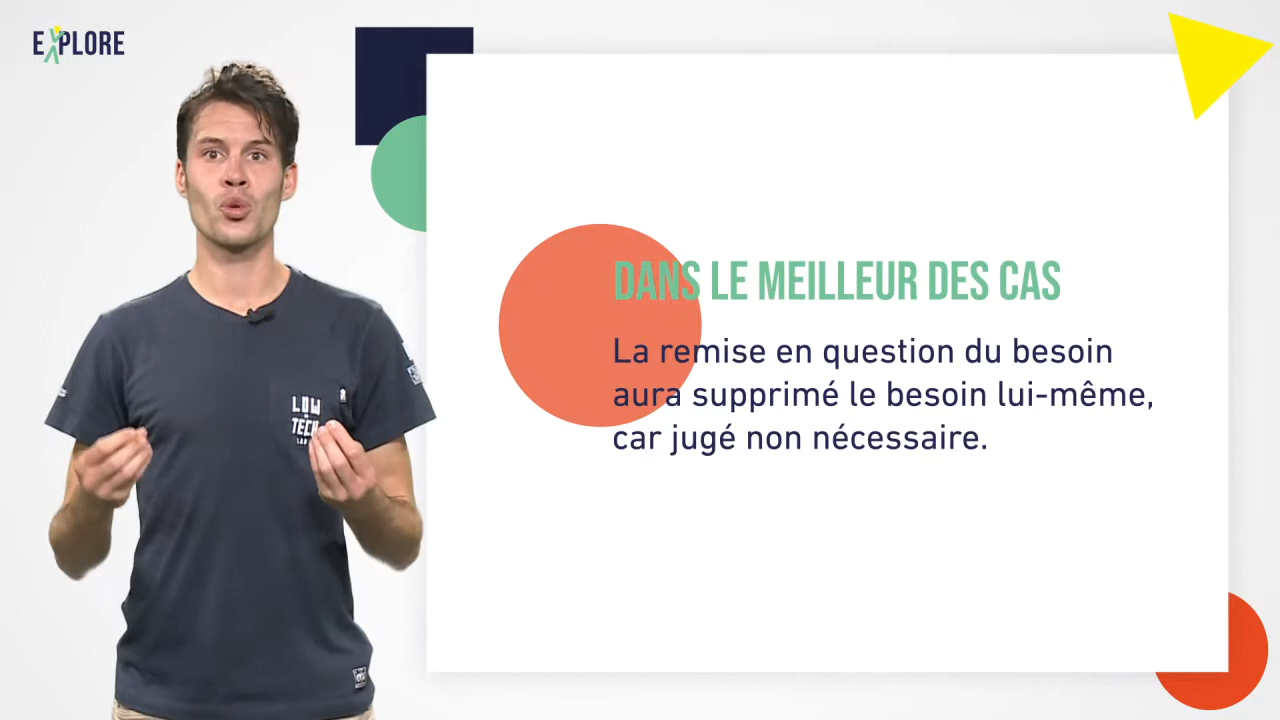 EXPLORE
DANS LE MEILLEUR DES CAS
La remise en question du besoin
aura supprimé le besoin lui-même,
car jugé non nécessaire.
LOW
TECH
LAB